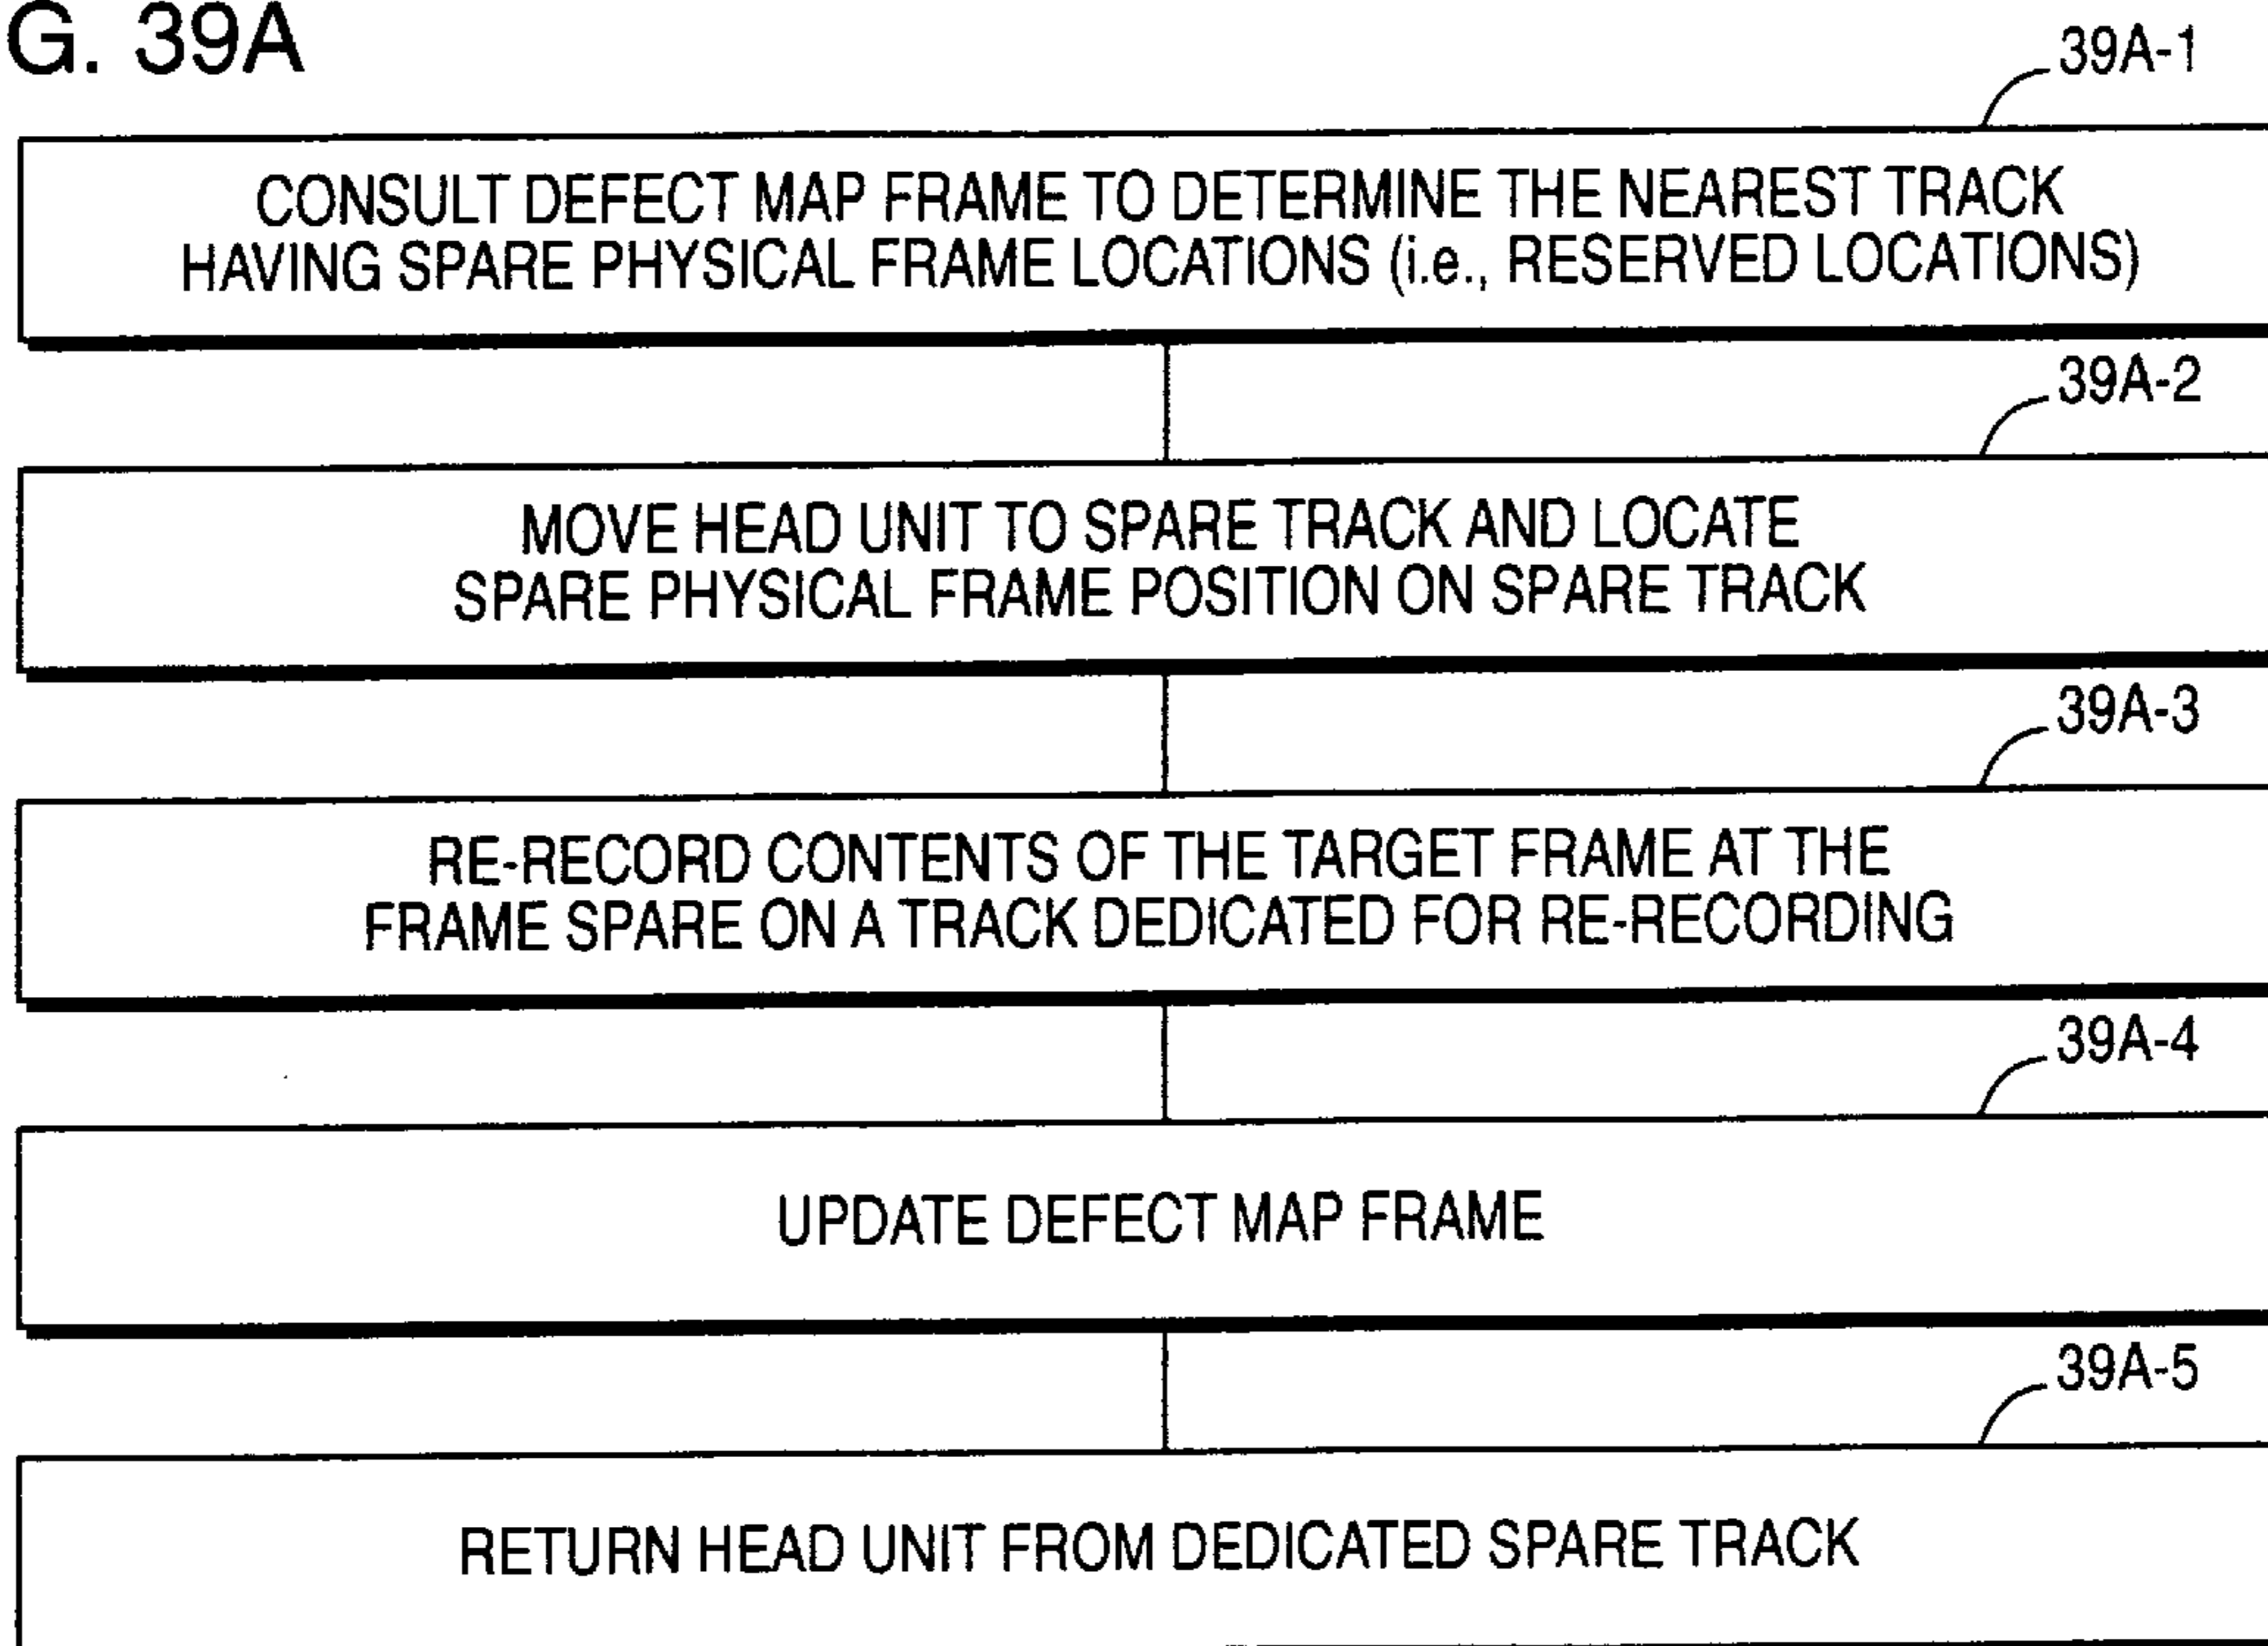 G. 39A
39A-1
CONSULT DEFECT MAP FRAME TO DETERMINE THE NEAREST TRACK
HAVING SPARE PHYSICAL FRAME LOCATIONS (i.e., RESERVED LOCATIONS)
39A-2
MOVE HEAD UNIT TO SPARE TRACK AND LOCATE
SPARE PHYSICAL FRAME POSITION ON SPARE TRACK
39A-3
RE-RECORD CONTENTS OF THE TARGET FRAME AT THE
FRAME SPARE ON A TRACK DEDICATED FOR RE-RECORDING
39A-4
UPDATE DEFECT MAP FRAME
39A-5
RETURN HEAD UNIT FROM DEDICATED SPARE TRACK